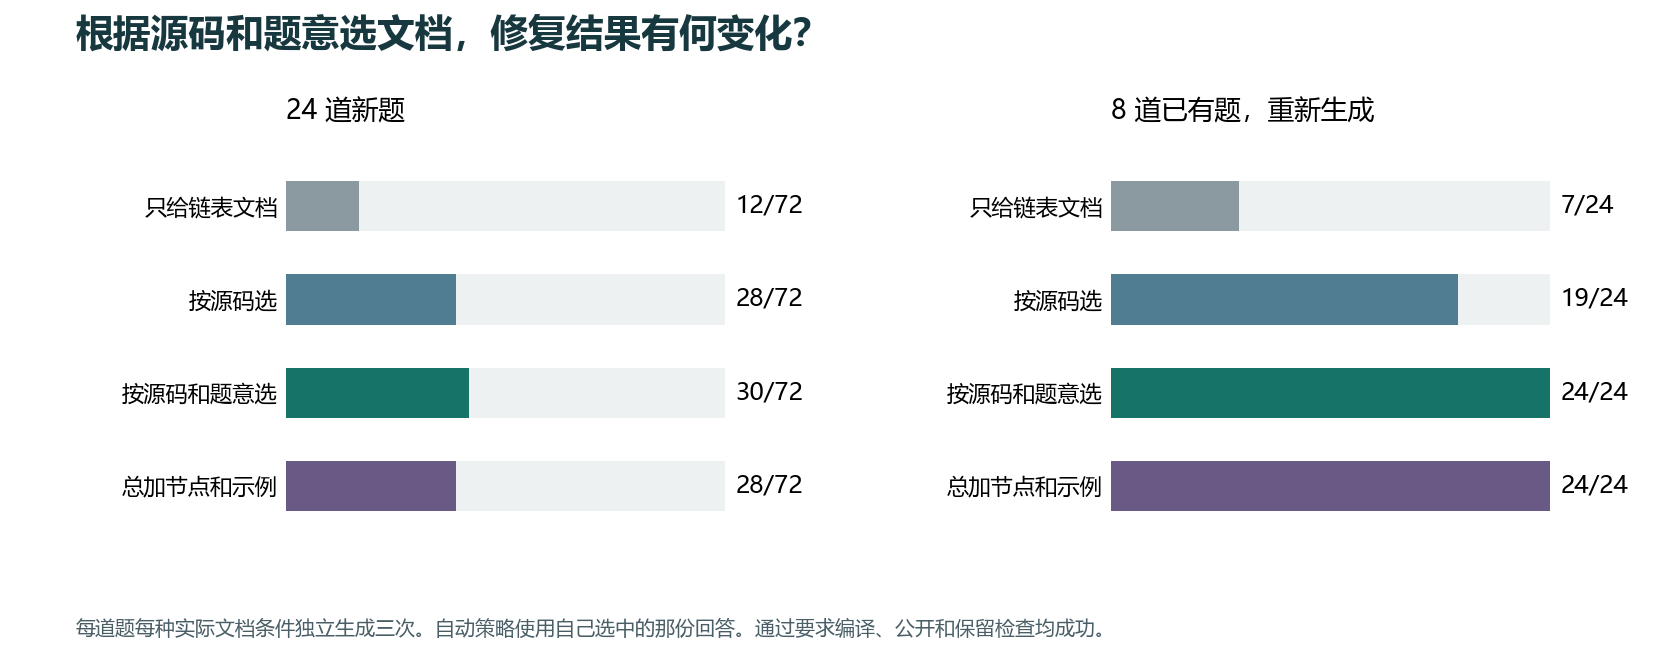 根据源码和题意选文档，修复结果有何变化？
24 道新题
只给链表文档 12/72
按源码选 28/72
按源码和题意选 30/72
总加节点和示例 28/72
8 道已有题，重新生成
只给链表文档 7/24
按源码选 19/24
按源码和题意选 24/24
总加节点和示例 24/24
每道题每种实际文档条件独立生成三次。自动策略使用自己选中的那份回答。通过要求编译、公开和保留检查均成功。